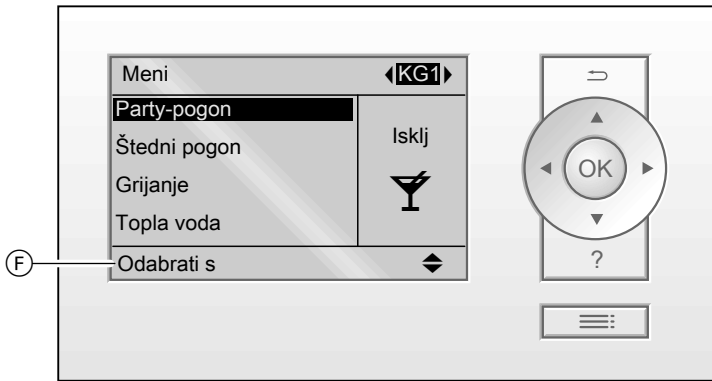 Meni KG1
Party-pogon
Štedni pogon
Grijanje
Topla voda
Isklj
Odabrati s
F
OK
?